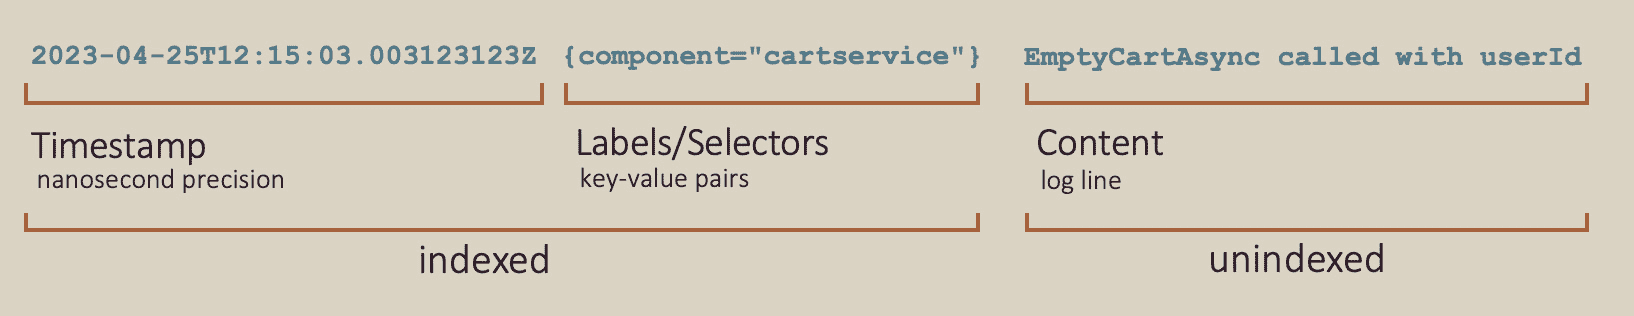 2023-04-25T12:15:03.003123123Z {component="cartservice"} EmptyCartAsync called with userId
Timestamp Labels/Selectors Content
nanosecond precision key-value pairs log line
indexed unindexed